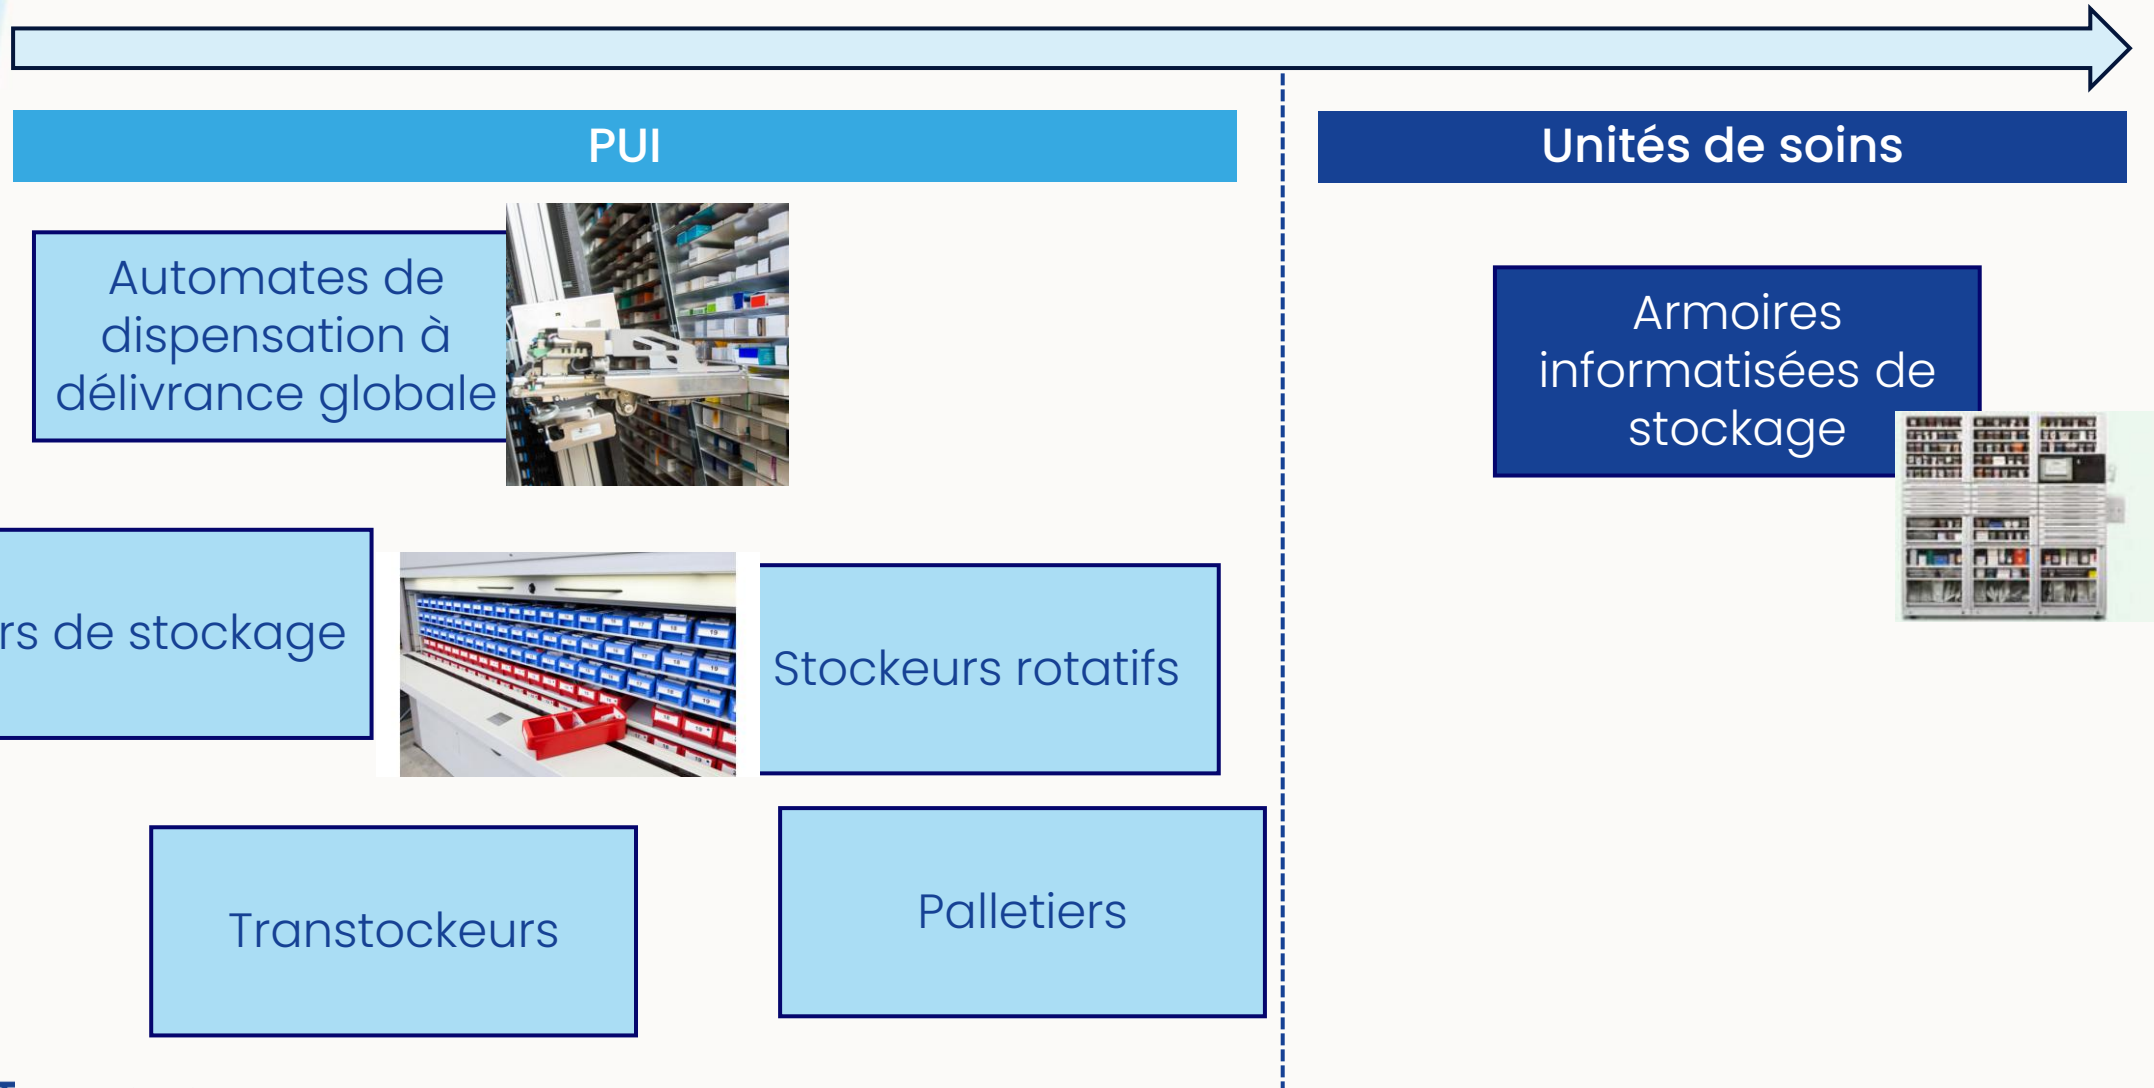 PUI
Unités de soins
Automates de
dispensation à
délivrance globale
Armoires
informatisées de
stockage
rs de stockage
Stockeurs rotatifs
Transtockeurs
Palletiers